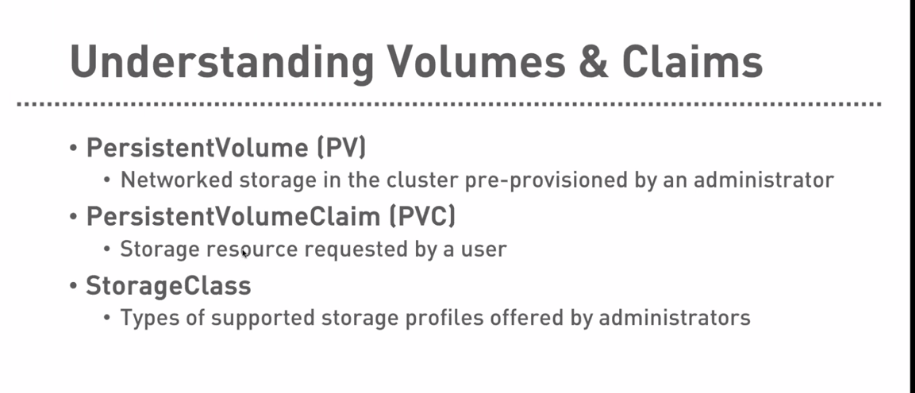 Understanding Volumes & Claims
• PersistentVolume (PV)
• Networked storage in the cluster pre-provisioned by an administrator
• PersistentVolumeClaim (PVC)
• Storage resource requested by a user
• StorageClass
• Types of supported storage profiles offered by administrators